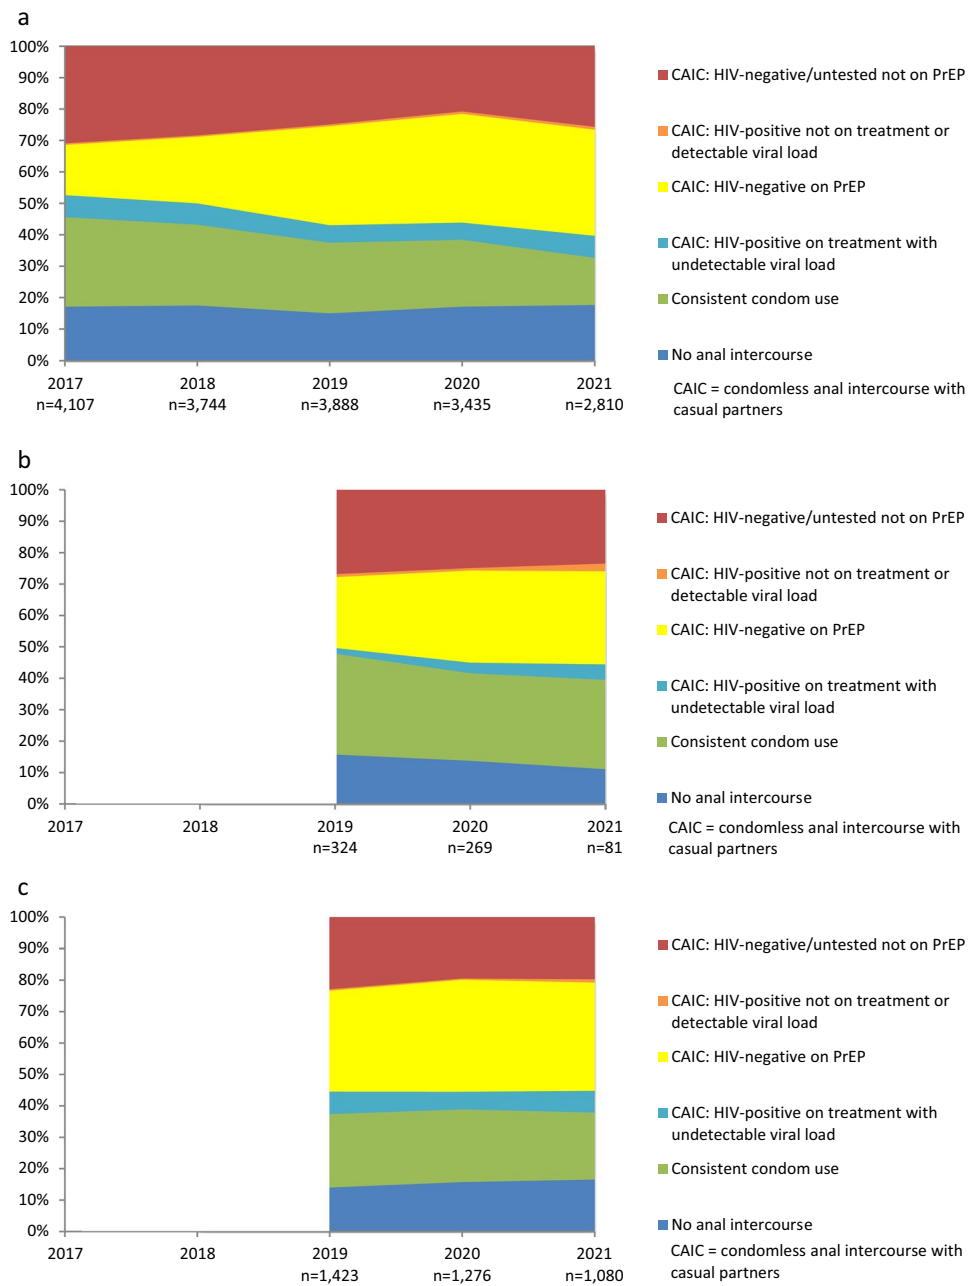 a
100%
90%
80%
70%
60%
50%
40%
30%
20%
10%
0%
2017 2018 2019 2020 2021
n=4,107 n=3,744 n=3,888 n=3,435 n=2,810
CAIC: HIV-negative/untested not on PrEP
CAIC: HIV-positive not on treatment or
detectable viral load
CAIC: HIV-negative on PrEP
CAIC: HIV-positive on treatment with
undetectable viral load
Consistent condom use
No anal intercourse
CAIC = condomless anal intercourse with
casual partners
b
100%
90%
80%
70%
60%
50%
40%
30%
20%
10%
0%
2017 2018 2019 2020 2021
n=324 n=269 n=81
CAIC: HIV-negative/untested not on PrEP
CAIC: HIV-positive not on treatment or
detectable viral load
CAIC: HIV-negative on PrEP
CAIC: HIV-positive on treatment with
undetectable viral load
Consistent condom use
No anal intercourse
CAIC = condomless anal intercourse with
casual partners
c
100%
90%
80%
70%
60%
50%
40%
30%
20%
10%
0%
2017 2018 2019 2020 2021
n=1,423 n=1,276 n=1,080
CAIC: HIV-negative/untested not on PrEP
CAIC: HIV-positive not on treatment or
detectable viral load
CAIC: HIV-negative on PrEP
CAIC: HIV-positive on treatment with
undetectable viral load
Consistent condom use
No anal intercourse
CAIC = condomless anal intercourse with
casual partners